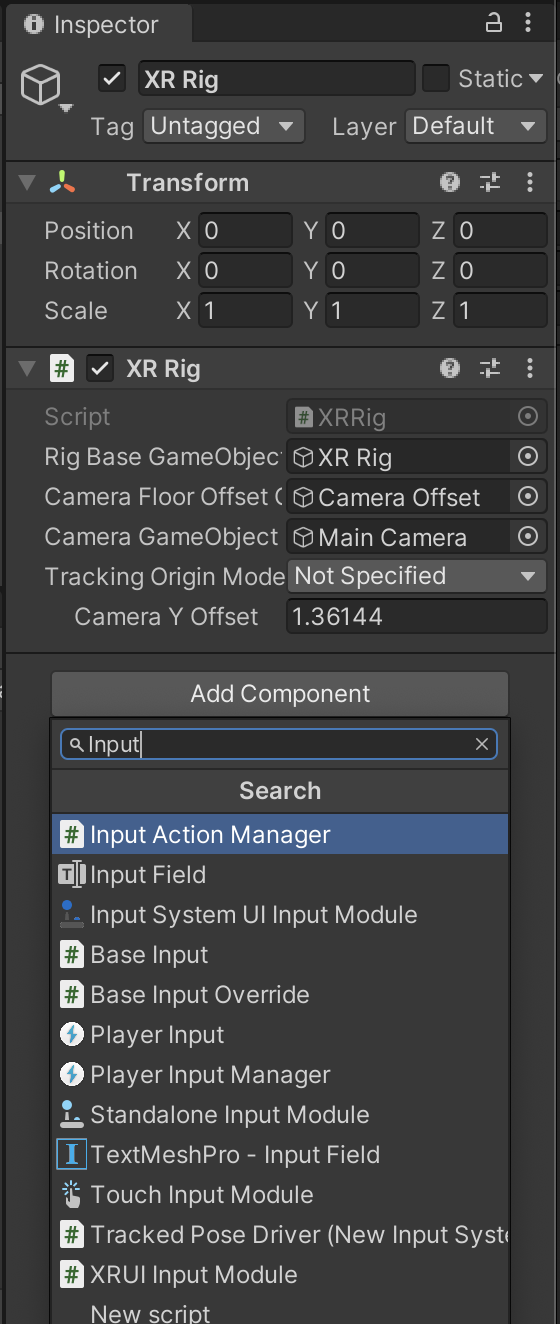 Inspector
XR Rig Static
Tag Untagged Layer Default
Transform
Position X 0 Y 0 Z 0
Rotation X 0 Y 0 Z 0
Scale X 1 Y 1 Z 1
# XR Rig
Script # XRRig
Rig Base GameObjec XR Rig
Camera Floor Offset Camera Offset
Camera GameObject Main Camera
Tracking Origin Mode Not Specified
Camera Y Offset 1.36144
Add Component
Input
Search
# Input Action Manager
Input Field
Input System UI Input Module
# Base Input
# Base Input Override
Player Input
Player Input Manager
Standalone Input Module
TextMeshPro - Input Field
Touch Input Module
# Tracked Pose Driver (New Input Syst
# XRUI Input Module
New script